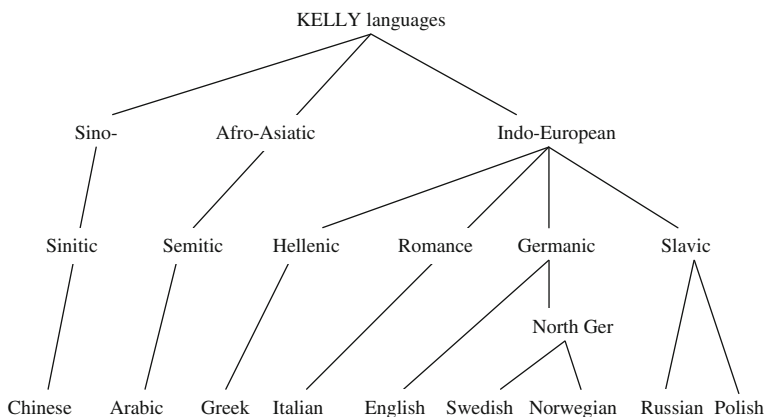 KELLY languages
Sino- Afro-Asiatic Indo-European
Sinitic Semitic Hellenic Romance Germanic Slavic
North Ger
Chinese Arabic Greek Italian English Swedish Norwegian Russian Polish